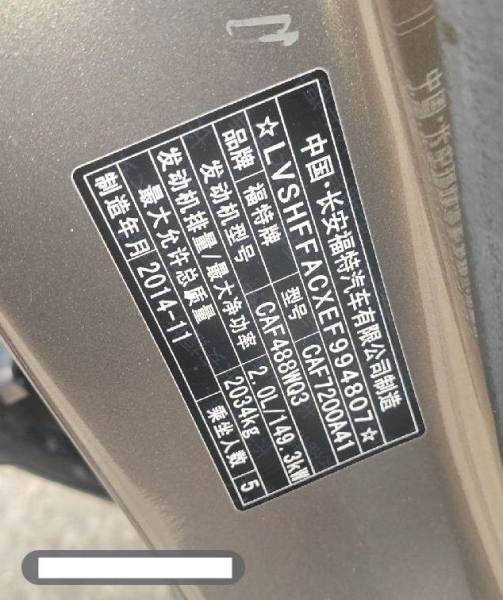 中国·长安福特汽车有限公司制造
☆LVSHFFACXEF994807☆
品牌 福特牌 型号 CAF7200A41
发动机型号 CAF488WQ3
发动机排量/最大净功率 2.0L/149.3kW
最大允许总质量 2034kg
制造年月 2014-11 乘坐人数 5